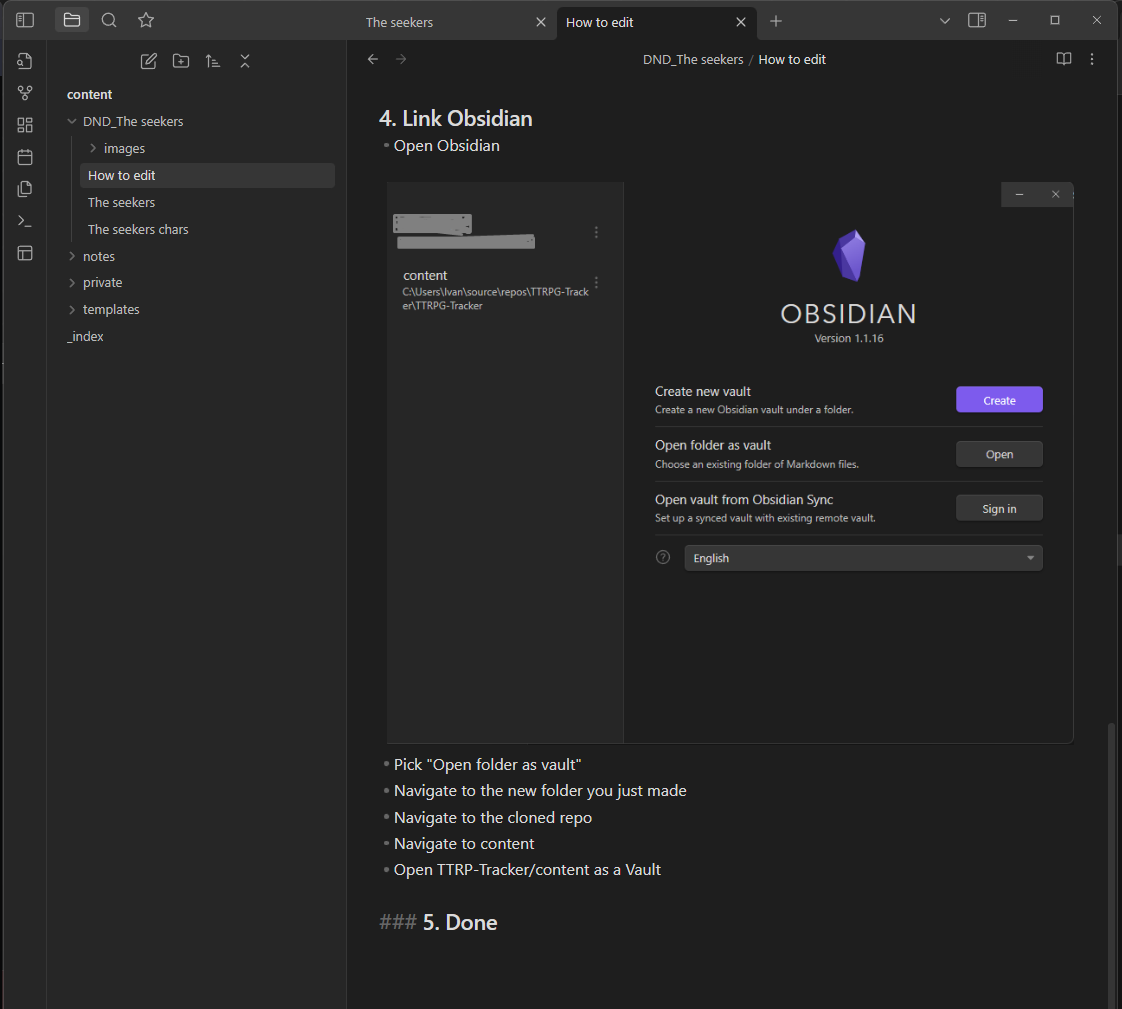 The seekers
How to edit
DND_The seekers / How to edit
content
DND_The seekers
images
How to edit
The seekers
The seekers chars
notes
private
templates
_index
4. Link Obsidian
Open Obsidian
content
C:\Users\Ivan\source\repos\TTRPG-Track
er\TTRPG-Tracker
OBSIDIAN
Version 1.1.16
Create new vault
Create a new Obsidian vault under a folder.
Create
Open folder as vault
Choose an existing folder of Markdown files.
Open
Open vault from Obsidian Sync
Set up a synced vault with existing remote vault.
Sign in
English
Pick "Open folder as vault"
Navigate to the new folder you just made
Navigate to the cloned repo
Navigate to content
Open TTRP-Tracker/content as a Vault
### 5. Done